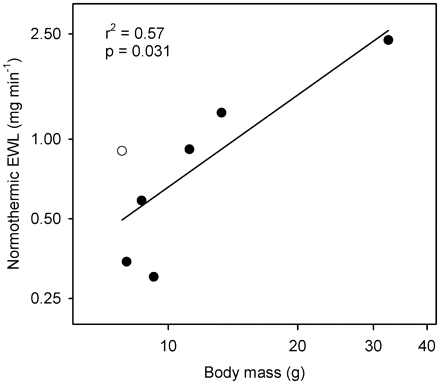 r² = 0.57
p = 0.031
Normothermic EWL (mg min⁻¹)
2.50
1.00
0.50
0.25
10
20
30
40
Body mass (g)